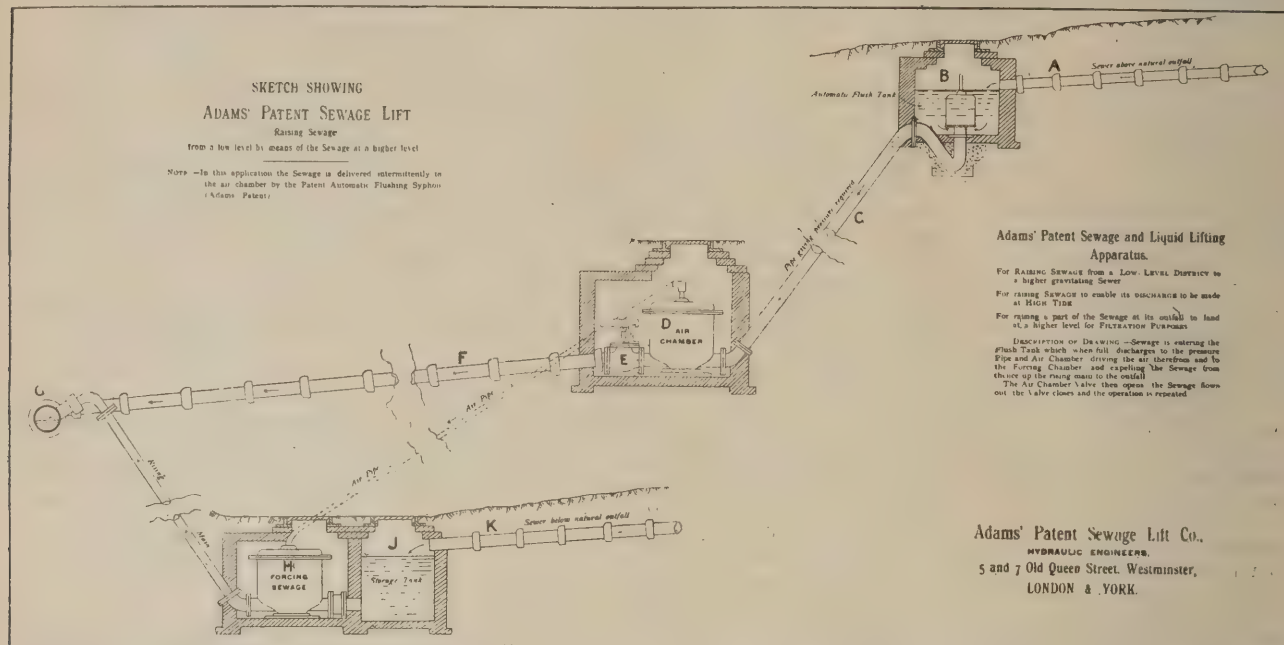 SKETCH SHOWING
ADAMS' PATENT SEWAGE LIFT
Raising Sewage
from a low level by means of the Sewage at a higher level
NOTE —In this application the Sewage is delivered intermittently to
the air chamber by the Patent Automatic Flushing Syphon
(Adams Patent)
A
Sewer above natural outfall
B
Automatic Flush Tank
Pipe giving pressure required
C
D AIR
CHAMBER
E
F
G
Air Pipe
Air Pipe
Rising
Main
H
FORCING
SEWAGE
J
Storage Tank
K
Sewer below natural outfall
Adams' Patent Sewage and Liquid Lifting
Apparatus.
For RAISING SEWAGE from a LOW LEVEL DISTRICT to
a higher gravitating Sewer
For raising SEWAGE to enable its DISCHARGE to be made
at HIGH TIDE
For raising a part of the Sewage at its outfall to land
at a higher level for FILTRATION PURPOSES
DESCRIPTION OF DRAWING —Sewage is entering the
Flush Tank which when full discharges to the pressure
Pipe and Air Chamber driving the air therefrom and to
the Forcing Chamber and expelling the Sewage from
thence up the rising main to the outfall
The Air Chamber Valve then opens the Sewage flows
out the Valve closes and the operation is repeated
Adams' Patent Sewage Lift Co.,
HYDRAULIC ENGINEERS,
5 and 7 Old Queen Street, Westminster,
LONDON & YORK.